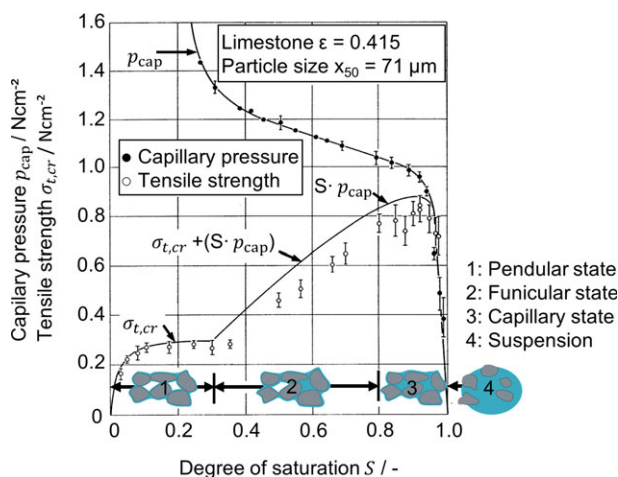 Capillary pressure p_cap / Ncm⁻²
Tensile strength σ_t,cr / Ncm⁻²
1.6
1.4
1.2
1.0
0.8
0.6
0.4
0.2
0
Limestone ε = 0.415
Particle size x₅₀ = 71 µm
p_cap
Capillary pressure
Tensile strength
S· p_cap
σ_t,cr +(S· p_cap)
σ_t,cr
1
2
3
4
1: Pendular state
2: Funicular state
3: Capillary state
4: Suspension
0 0.2 0.4 0.6 0.8 1.0
Degree of saturation S / -